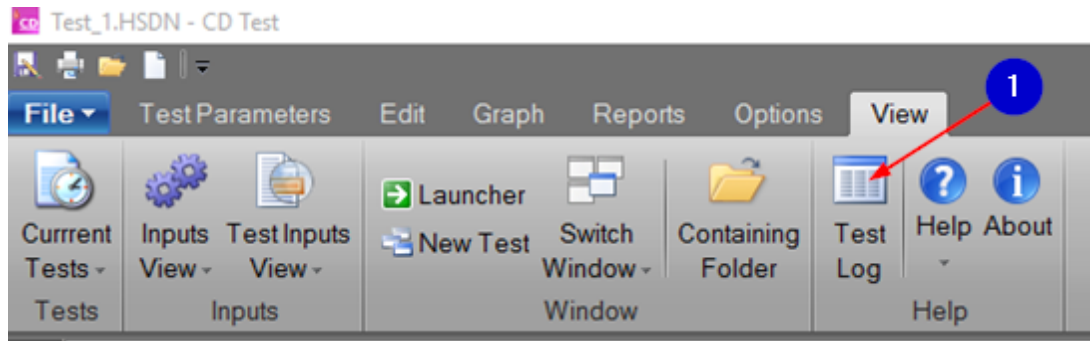 CD Test_1.HSDN - CD Test
1
File Test Parameters Edit Graph Reports Options View
Currrent Tests
Inputs View
Test Inputs View
Launcher
New Test
Switch Window
Containing Folder
Test Log
Help
About
Tests Inputs Window Help